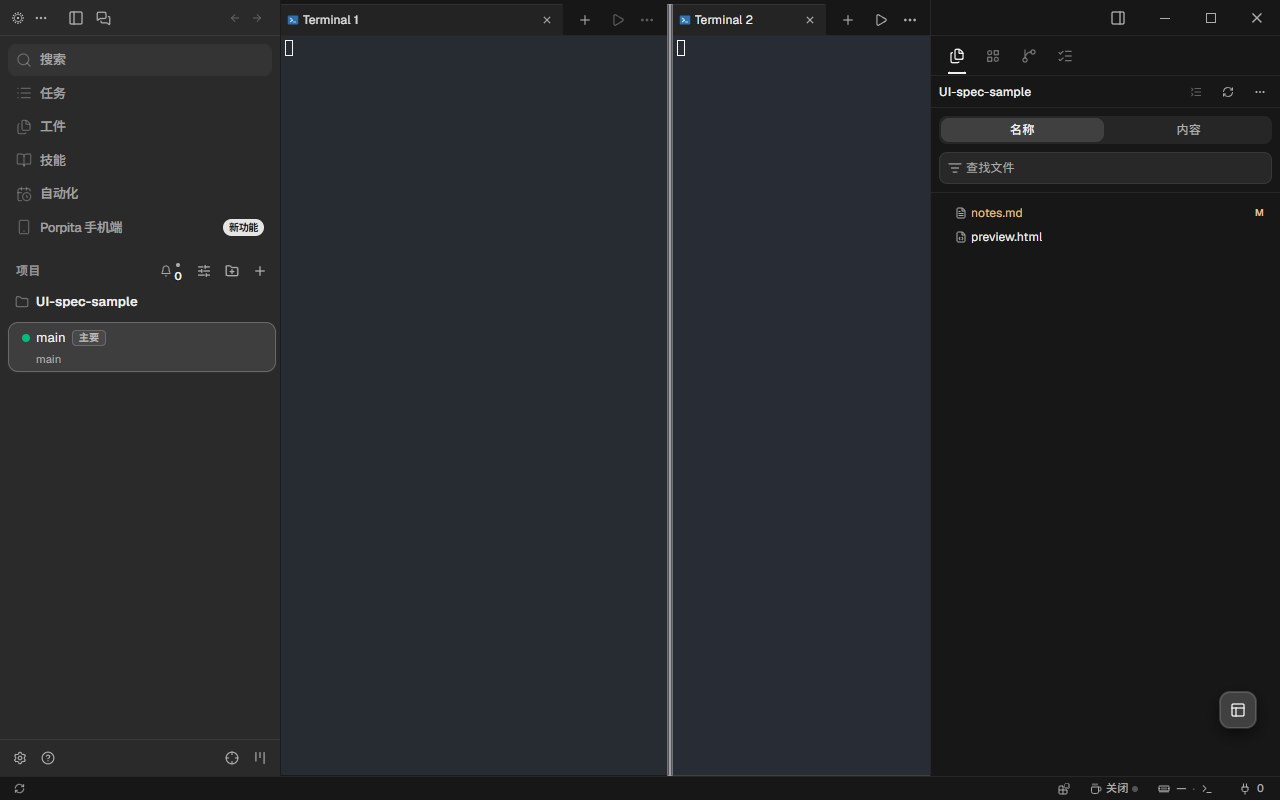 Terminal 1
Terminal 2
搜索
任务
工件
技能
自动化
Porpita 手机端
新功能
项目
0
UI-spec-sample
main
主要
main
UI-spec-sample
名称
内容
查找文件
notes.md
M
preview.html
关闭
0